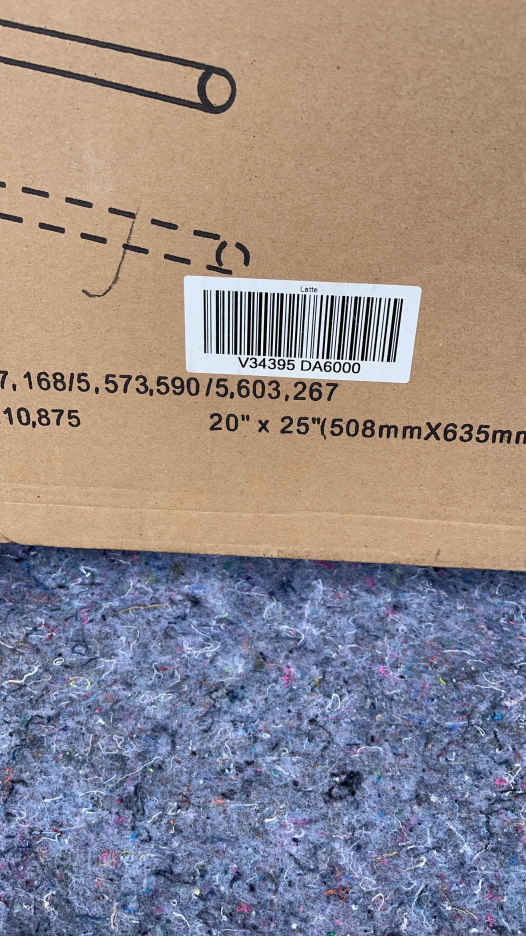 Latte
V34395 DA6000
7,168/5,573,590/5,603,267
10,875
20" x 25"(508mmX635mm